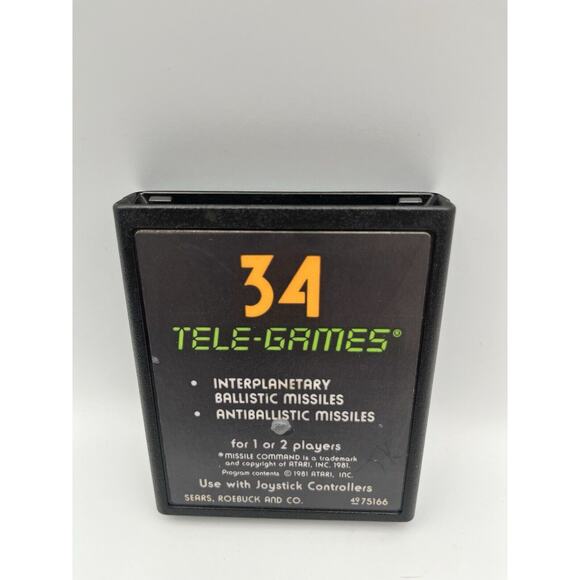 34
TELE-GAMES®
• INTERPLANETARY
BALLISTIC MISSILES
• ANTIBALLISTIC MISSILES
for 1 or 2 players
*MISSILE COMMAND is a trademark
and copyright of ATARI, INC. 1981.
Program contents © 1981 ATARI, INC.
Use with Joystick Controllers
SEARS, ROEBUCK AND CO. 49 75166